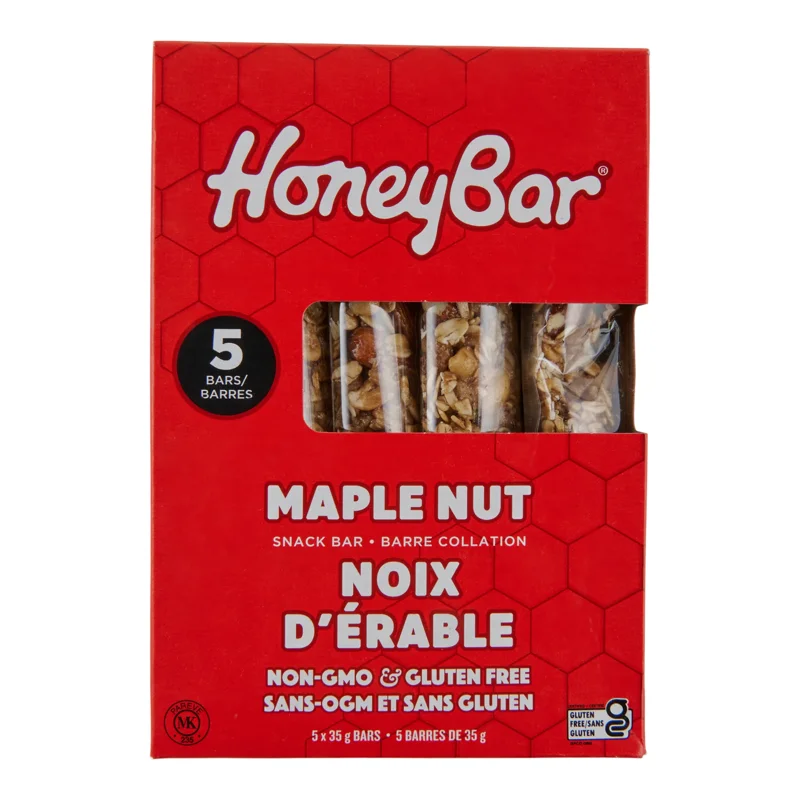 HoneyBar®
5
BARS/
BARRES
MAPLE NUT
SNACK BAR • BARRE COLLATION
NOIX
D'ÉRABLE
NON-GMO & GLUTEN FREE
SANS-OGM ET SANS GLUTEN
5 x 35 g BARS • 5 BARRES DE 35 g
PAREVE
MK
GLUTEN
FREE/SANS
GLUTEN